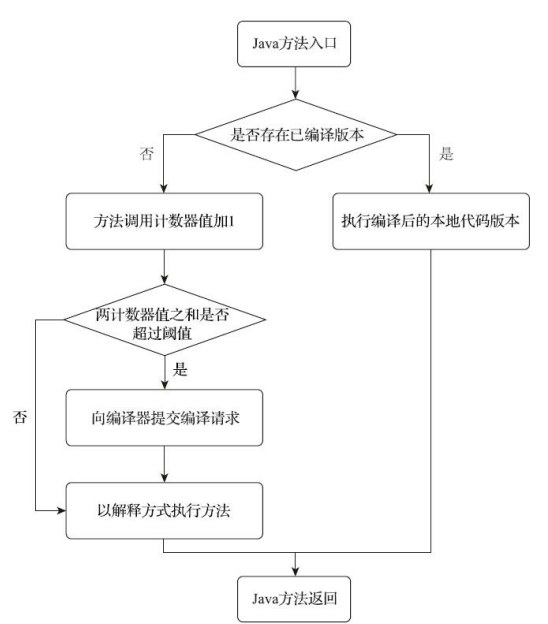 Java方法入口
是否存在已编译版本
否
是
方法调用计数器值加1
执行编译后的本地代码版本
两计数器值之和是否
超过阈值
是
否
向编译器提交编译请求
以解释方式执行方法
Java方法返回